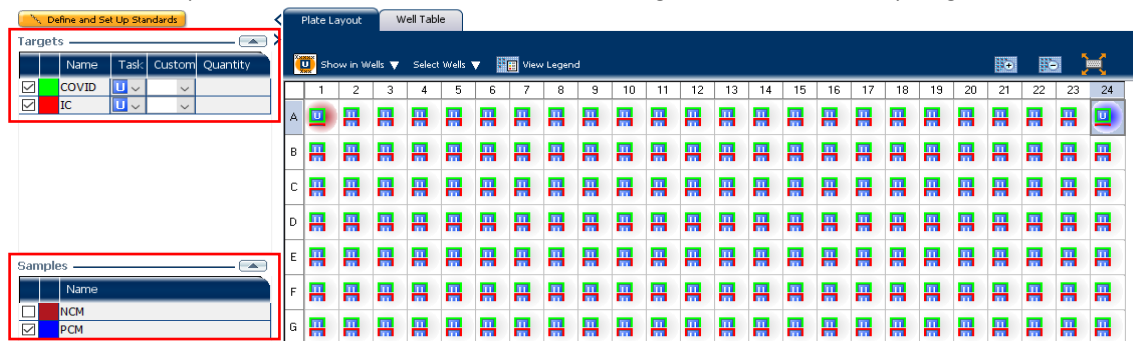 Define and Set Up Standards
Plate Layout Well Table
Targets
Name Task Custom Quantity
COVID U
IC U
Show in Wells ▼ Select Wells ▼ View Legend
1 2 3 4 5 6 7 8 9 10 11 12 13 14 15 16 17 18 19 20 21 22 23 24
A U U
B
C
D
E
F
G
Samples
Name
NCM
PCM